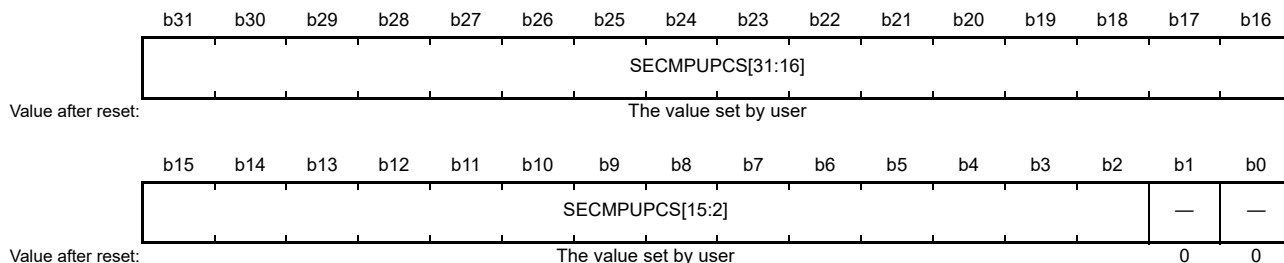 b31 b30 b29 b28 b27 b26 b25 b24 b23 b22 b21 b20 b19 b18 b17 b16
SECMPUPCS[31:16]
Value after reset: The value set by user
b15 b14 b13 b12 b11 b10 b9 b8 b7 b6 b5 b4 b3 b2 b1 b0
SECMPUPCS[15:2] — —
Value after reset: The value set by user 0 0